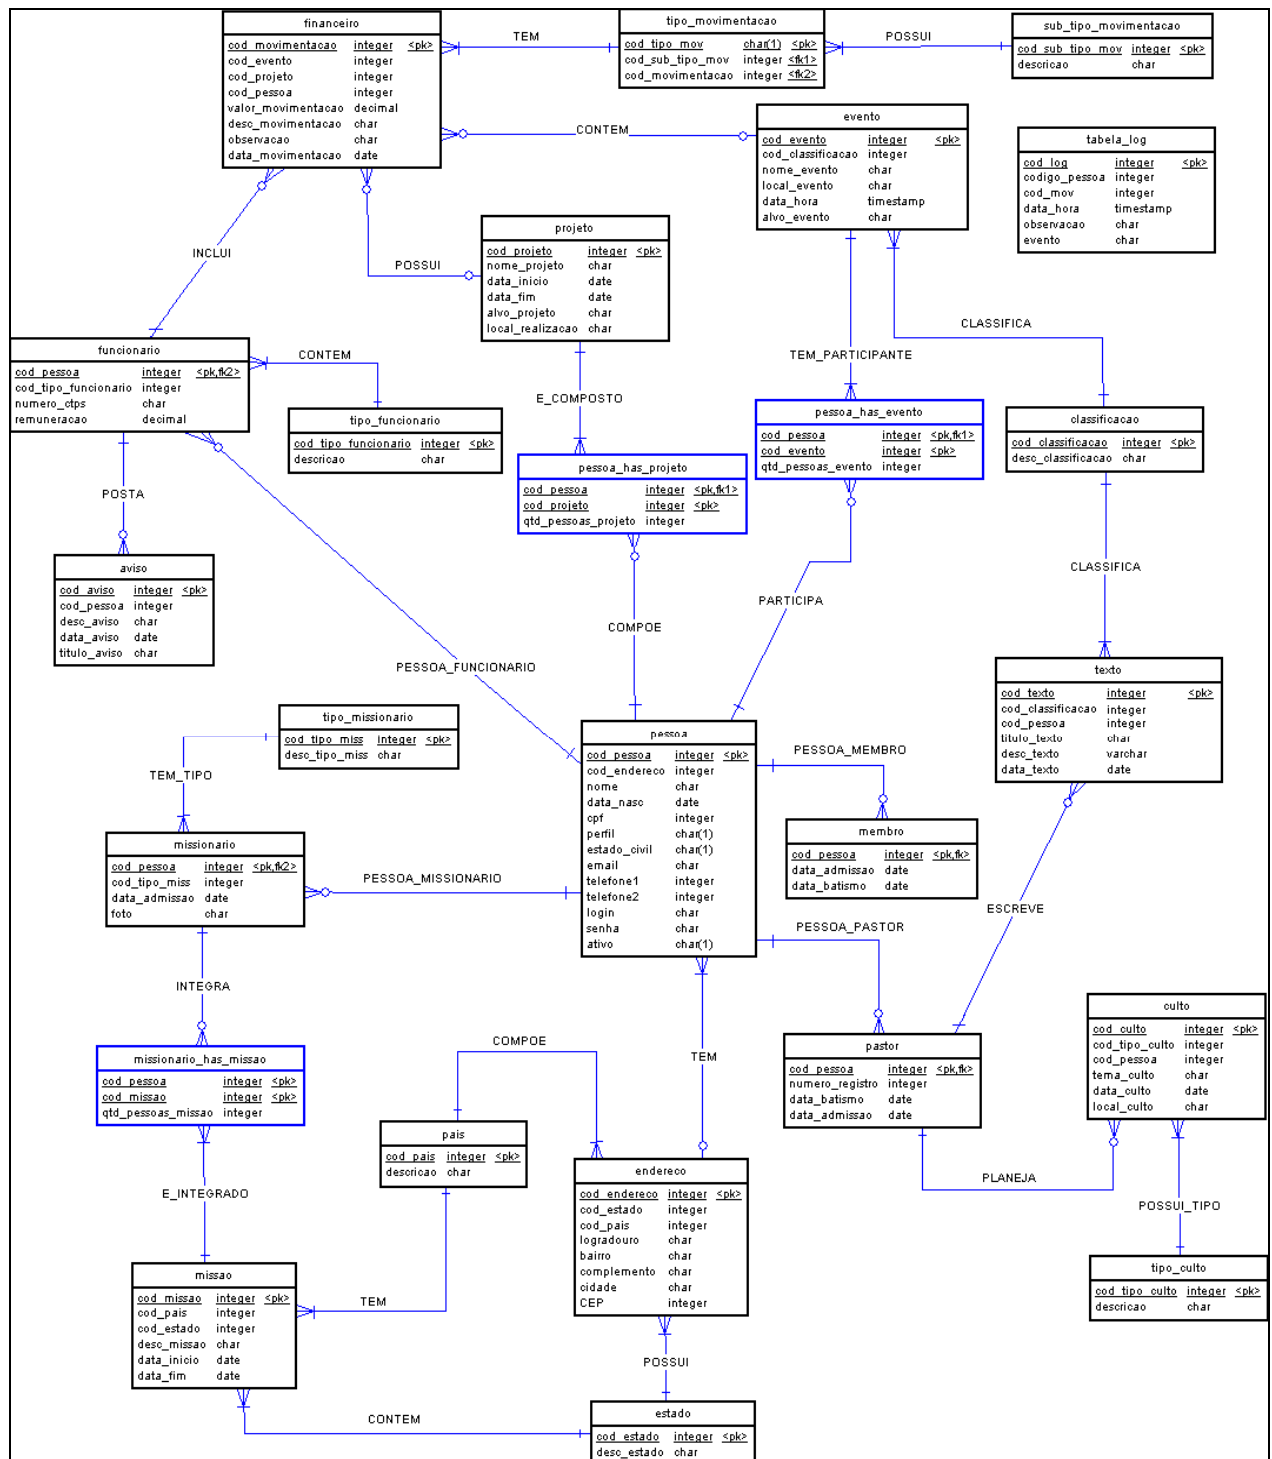 financeiro
cod_movimentacao integer <pk>
cod_evento integer
cod_projeto integer
cod_pessoa integer
valor_movimentacao decimal
desc_movimentacao char
observacao char
data_movimentacao date
TEM
tipo_movimentacao
cod_tipo_mov char(1) <pk>
cod_sub_tipo_mov integer <fk1>
cod_movimentacao integer <fk2>
POSSUI
sub_tipo_movimentacao
cod_sub_tipo_mov integer <pk>
descricao char
CONTEM
evento
cod_evento integer <pk>
cod_classificacao integer
nome_evento char
local_evento char
data_hora timestamp
alvo_evento char
tabela_log
cod_log integer <pk>
codigo_pessoa integer
cod_mov integer
data_hora timestamp
observacao char
evento char
INCLUI
POSSUI
projeto
cod_projeto integer <pk>
nome_projeto char
data_inicio date
data_fim date
alvo_projeto char
local_realizacao char
CLASSIFICA
TEM_PARTICIPANTE
funcionario
cod_pessoa integer <pk,fk2>
cod_tipo_funcionario integer
numero_ctps char
remuneracao decimal
CONTEM
tipo_funcionario
cod_tipo_funcionario integer <pk>
descricao char
E_COMPOSTO
pessoa_has_evento
cod_pessoa integer <pk,fk1>
cod_evento integer <pk>
qtd_pessoas_evento integer
classificacao
cod_classificacao integer <pk>
desc_classificacao char
pessoa_has_projeto
cod_pessoa integer <pk,fk1>
cod_projeto integer <pk>
qtd_pessoas_projeto integer
POSTA
aviso
cod_aviso integer <pk>
cod_pessoa integer
desc_aviso char
data_aviso date
titulo_aviso char
CLASSIFICA
PARTICIPA
COMPOE
PESSOA_FUNCIONARIO
texto
cod_texto integer <pk>
cod_classificacao integer
cod_pessoa integer
titulo_texto char
desc_texto varchar
data_texto date
tipo_missionario
cod_tipo_miss integer <pk>
desc_tipo_miss char
TEM_TIPO
pessoa
cod_pessoa integer <pk>
cod_endereco integer
nome char
data_nasc date
cpf integer
perfil char(1)
estado_civil char(1)
email char
telefone1 integer
telefone2 integer
login char
senha char
ativo char(1)
PESSOA_MEMBRO
membro
cod_pessoa integer <pk,fk>
data_admissao date
data_batismo date
missionario
cod_pessoa integer <pk,fk2>
cod_tipo_miss integer
data_admissao date
foto char
PESSOA_MISSIONARIO
PESSOA_PASTOR
ESCREVE
INTEGRA
missionario_has_missao
cod_pessoa integer <pk>
cod_missao integer <pk>
qtd_pessoas_missao integer
COMPOE
TEM
pastor
cod_pessoa integer <pk,fk>
numero_registro integer
data_batismo date
data_admissao date
culto
cod_culto integer <pk>
cod_tipo_culto integer
cod_pessoa integer
tema_culto char
data_culto date
local_culto char
pais
cod_pais integer <pk>
descricao char
E_INTEGRADO
endereco
cod_endereco integer <pk>
cod_estado integer
cod_pais integer
logradouro char
bairro char
complemento char
cidade char
CEP integer
PLANEJA
POSSUI_TIPO
tipo_culto
cod_tipo_culto integer <pk>
descricao char
missao
cod_missao integer <pk>
cod_pais integer
cod_estado integer
desc_missao char
data_inicio date
data_fim date
TEM
POSSUI
CONTEM
estado
cod_estado integer <pk>
desc_estado char